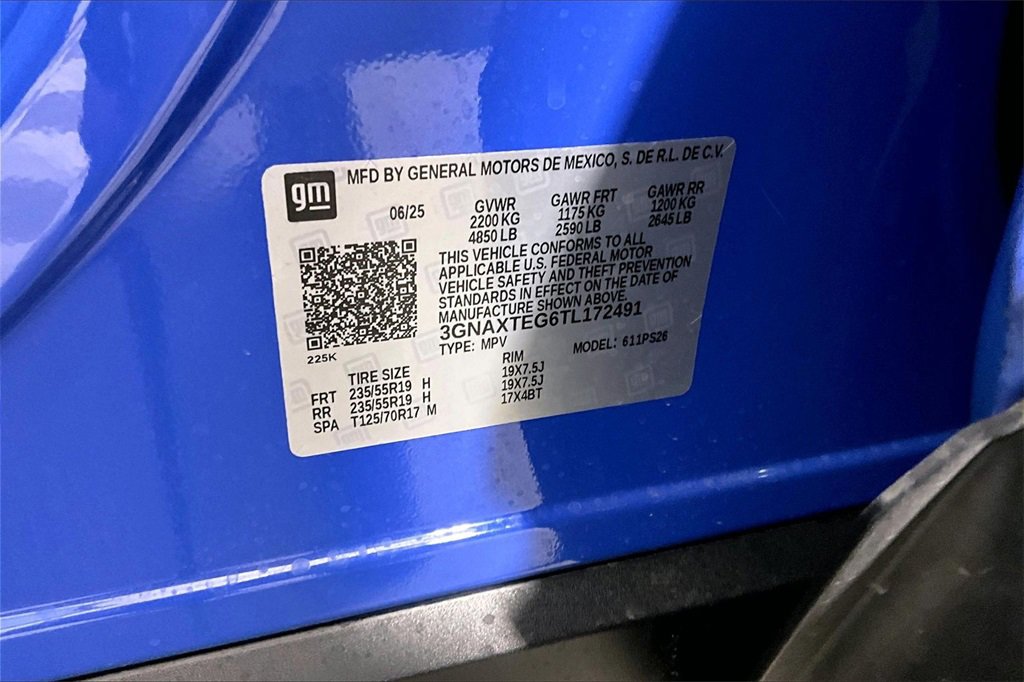 MFD BY GENERAL MOTORS DE MEXICO, S. DE R.L. DE C.V.
gm
06/25 GVWR GAWR FRT GAWR RR
2200 KG 1175 KG 1200 KG
4850 LB 2590 LB 2645 LB
THIS VEHICLE CONFORMS TO ALL
APPLICABLE U.S. FEDERAL MOTOR
VEHICLE SAFETY AND THEFT PREVENTION
STANDARDS IN EFFECT ON THE DATE OF
MANUFACTURE SHOWN ABOVE.
3GNAXTEG6TL172491
TYPE: MPV MODEL: 611PS26
225K
TIRE SIZE RIM
FRT 235/55R19 H 19X7.5J
RR 235/55R19 H 19X7.5J
SPA T125/70R17 M 17X4BT